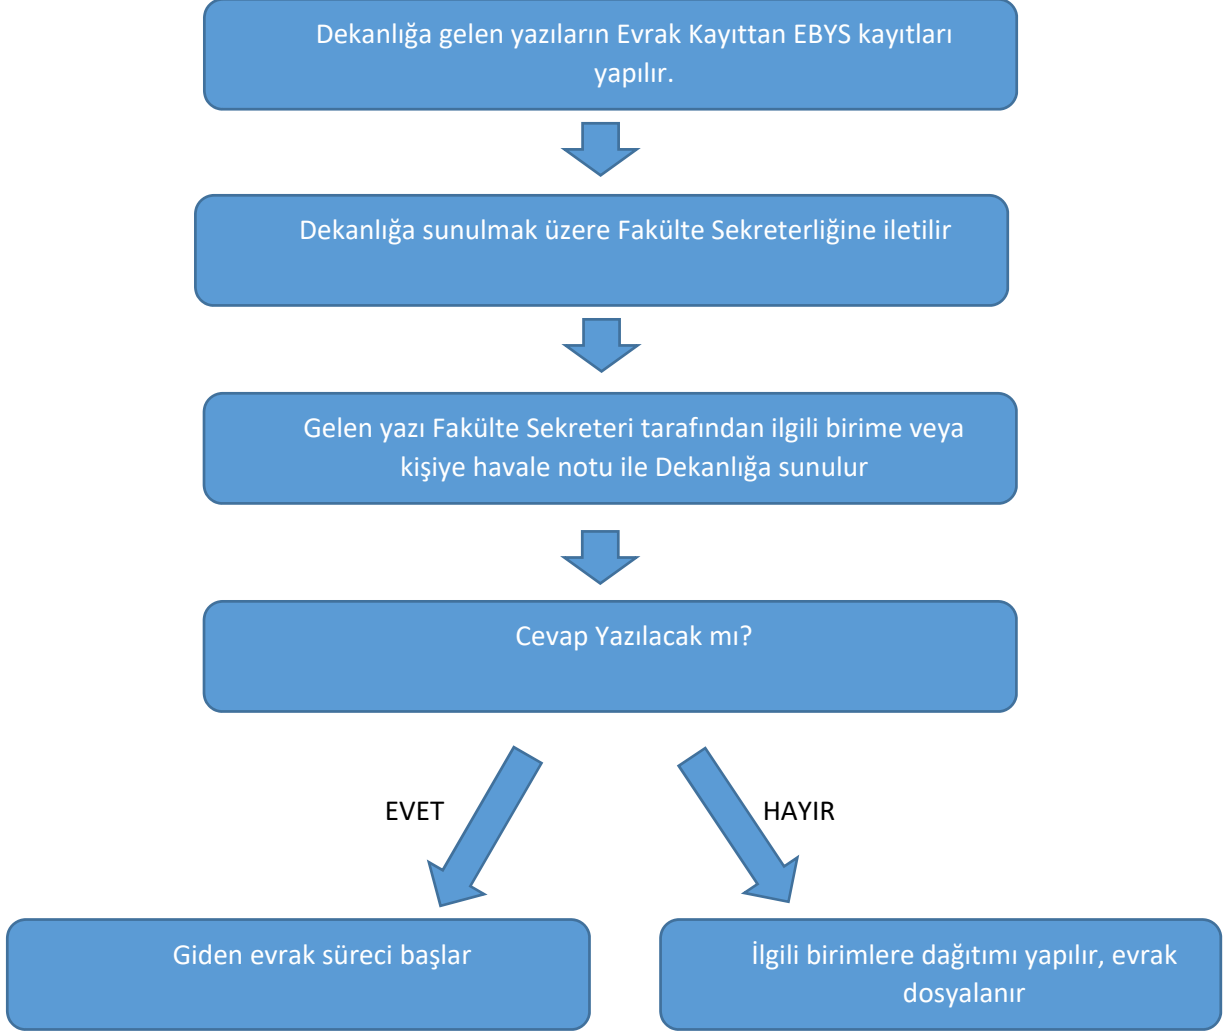 Dekanlığa gelen yazıların Evrak Kayıttan EBYS kayıtları
yapılır.
Dekanlığa sunulmak üzere Fakülte Sekreterliğine iletilir
Gelen yazı Fakülte Sekreteri tarafından ilgili birime veya
kişiye havale notu ile Dekanlığa sunulur
Cevap Yazılacak mı?
EVET
HAYIR
Giden evrak süreci başlar
İlgili birimlere dağıtımı yapılır, evrak
dosyalanır